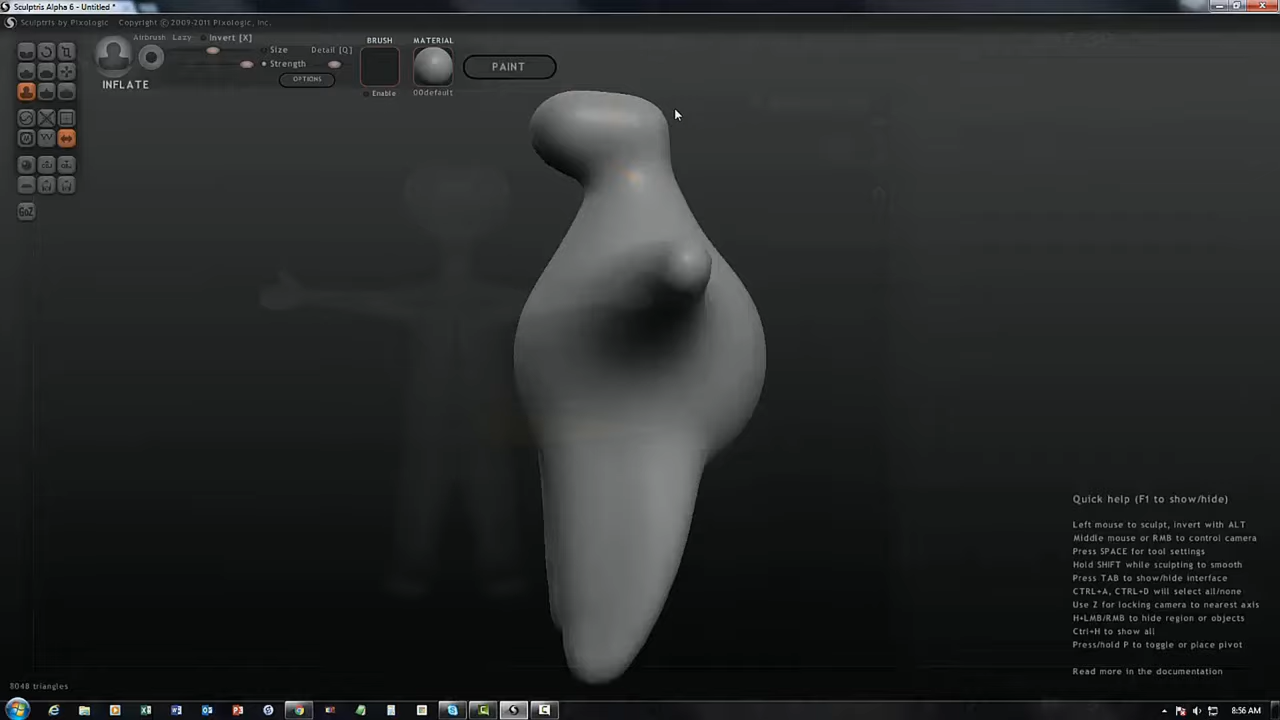 Sculptris Alpha 6 - Untitled *
Sculptris by Pixologic   Copyright © 2009-2011 Pixologic, Inc.
Airbrush Lazy Invert [X]
Size Detail [Q]
Strength
OPTIONS
INFLATE
BRUSH
Enable
MATERIAL
00default
PAINT
GoZ
Quick help (F1 to show/hide)
Left mouse to sculpt, invert with ALT
Middle mouse or RMB to control camera
Press SPACE for tool settings
Hold SHIFT while sculpting to smooth
Press TAB to show/hide interface
CTRL+A, CTRL+D will select all/none
Use Z for locking camera to nearest axis
H+LMB/RMB to hide region or objects
Ctrl+H to show all
Press/hold P to toggle or place pivot
Read more in the documentation
8048 triangles
8:56 AM